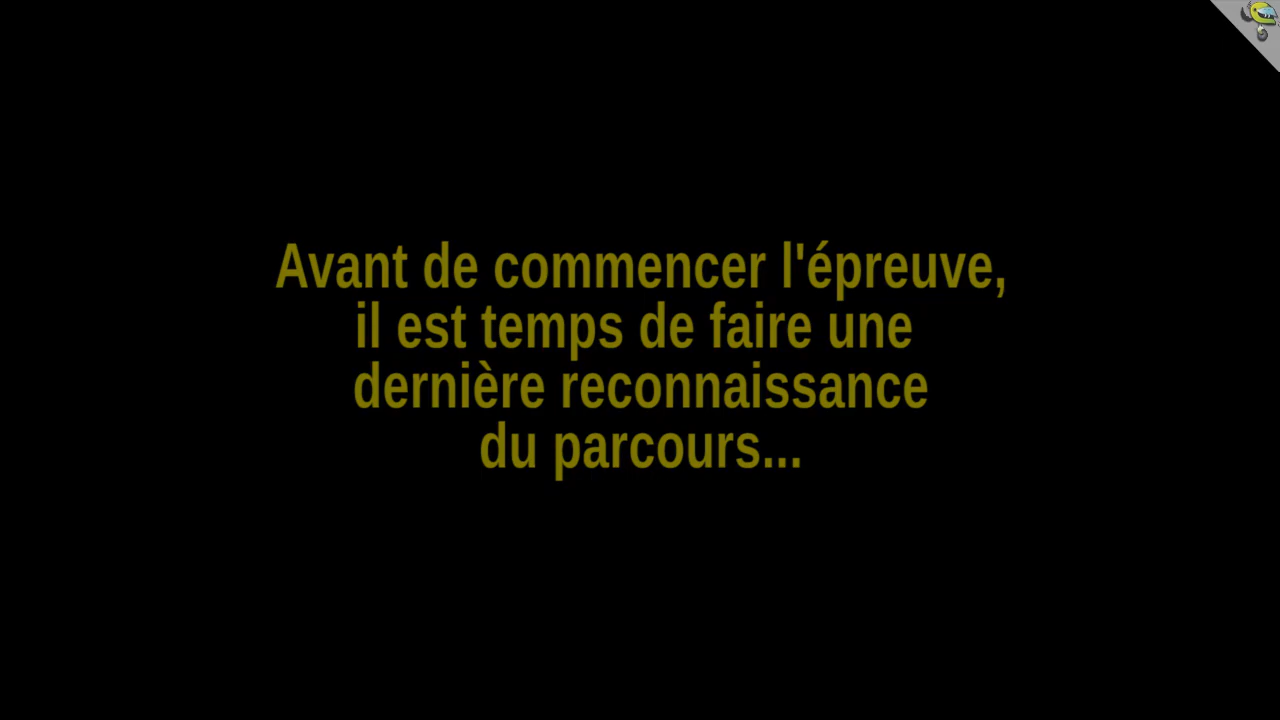 Avant de commencer l'épreuve,
il est temps de faire une
dernière reconnaissance
du parcours...